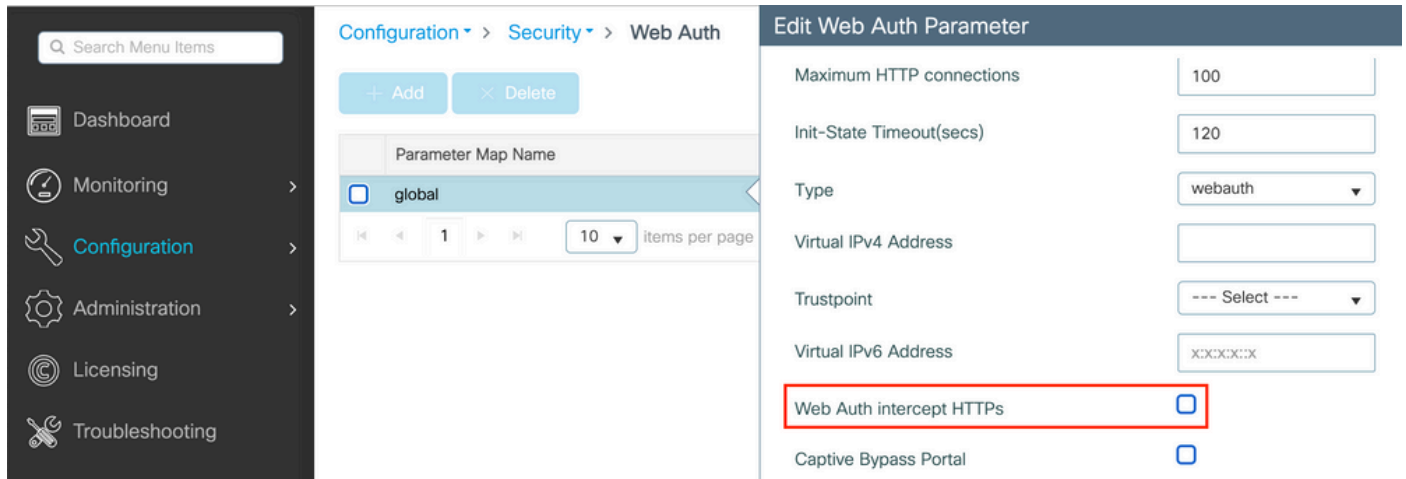 Search Menu Items
Dashboard
Monitoring
Configuration
Administration
Licensing
Troubleshooting
Configuration > Security > Web Auth
+ Add
× Delete
Parameter Map Name
global
1
10
items per page
Edit Web Auth Parameter
Maximum HTTP connections
100
Init-State Timeout(secs)
120
Type
webauth
Virtual IPv4 Address
Trustpoint
--- Select ---
Virtual IPv6 Address
x:x:x:x::x
Web Auth intercept HTTPs
Captive Bypass Portal